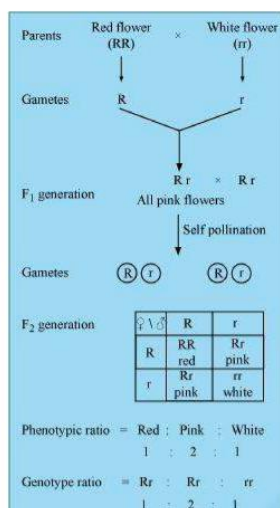 Red flower White flower
Parents (RR) × (rr)
Gametes R r
R r × R r
F₁ generation All pink flowers
Self pollination
Gametes R r R r
F₂ generation
♀ \ ♂ R r
R RR red Rr pink
r Rr pink rr white
Phenotypic ratio = Red : Pink : White
1 : 2 : 1
Genotype ratio = Rr : Rr : rr
1 : 2 : 1